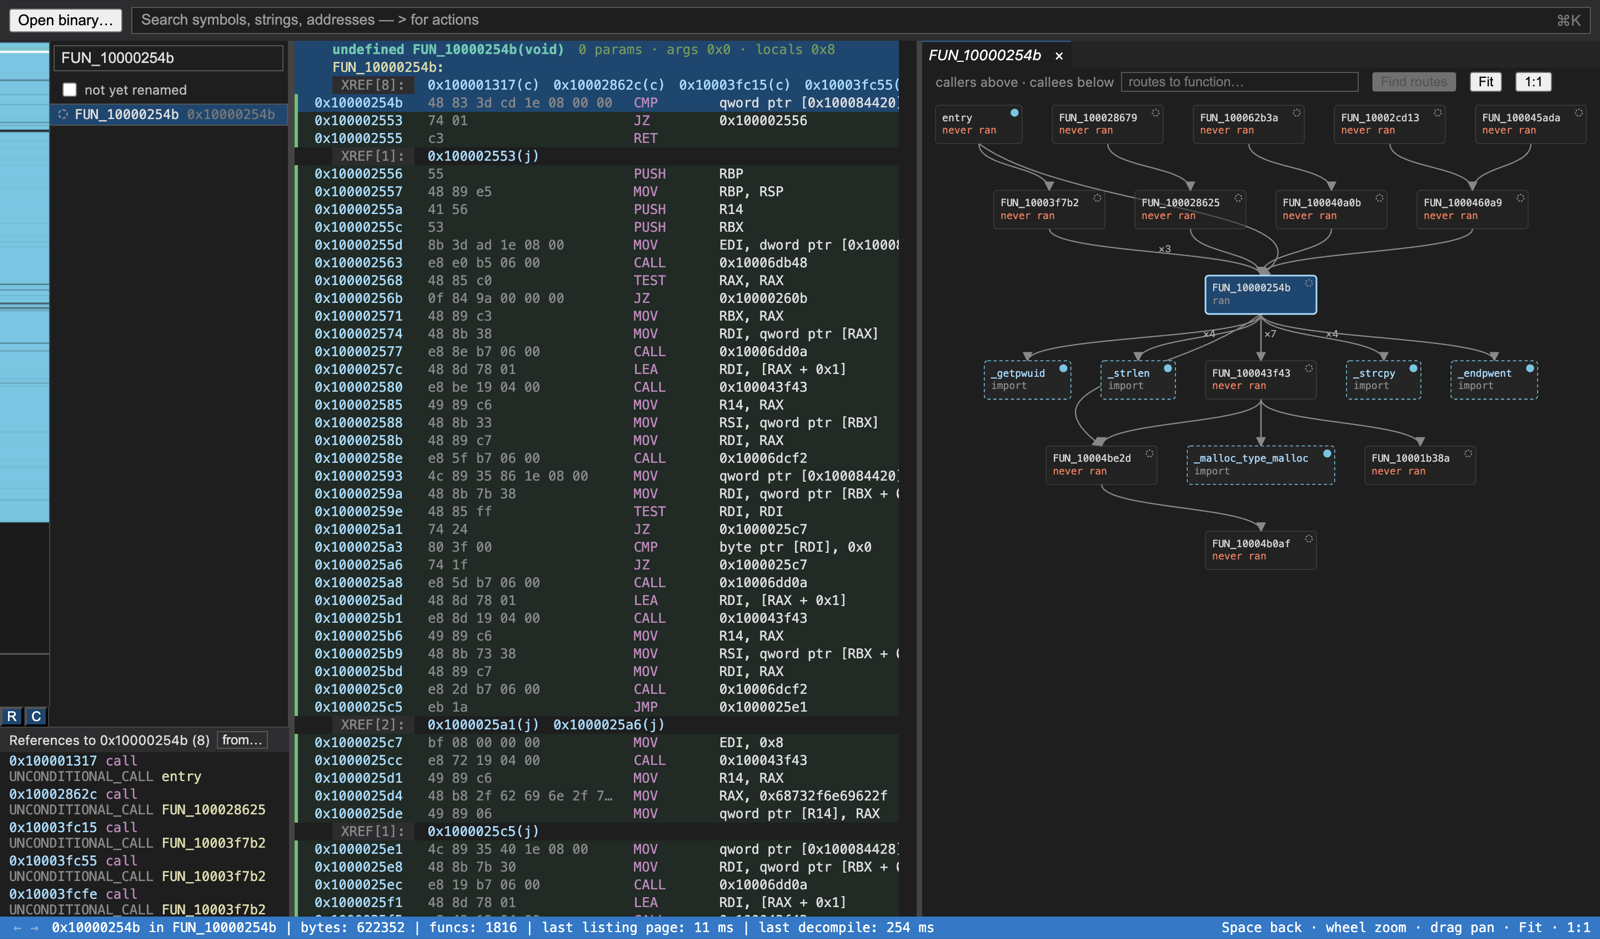 Open binary… Search symbols, strings, addresses — > for actions ⌘K
FUN_10000254b
not yet renamed
FUN_10000254b 0x10000254b
R C
References to 0x10000254b (8) from…
0x100001317 call
UNCONDITIONAL_CALL entry
0x10002862c call
UNCONDITIONAL_CALL FUN_100028625
0x10003fc15 call
UNCONDITIONAL_CALL FUN_10003f7b2
0x10003fc55 call
UNCONDITIONAL_CALL FUN_10003f7b2
0x10003fcfe call
UNCONDITIONAL_CALL FUN_10003f7b2
undefined FUN_10000254b(void) 0 params · args 0x0 · locals 0x8
FUN_10000254b:
XREF[8]: 0x100001317(c) 0x10002862c(c) 0x10003fc15(c) 0x10003fc55(
0x10000254b 48 83 3d cd 1e 08 00 00 CMP qword ptr [0x100084420]
0x100002553 74 01 JZ 0x100002556
0x100002555 c3 RET
XREF[1]: 0x100002553(j)
0x100002556 55 PUSH RBP
0x100002557 48 89 e5 MOV RBP, RSP
0x10000255a 41 56 PUSH R14
0x10000255c 53 PUSH RBX
0x10000255d 8b 3d ad 1e 08 00 MOV EDI, dword ptr [0x10008
0x100002563 e8 e0 b5 06 00 CALL 0x10006db48
0x100002568 48 85 c0 TEST RAX, RAX
0x10000256b 0f 84 9a 00 00 00 JZ 0x10000260b
0x100002571 48 89 c3 MOV RBX, RAX
0x100002574 48 8b 38 MOV RDI, qword ptr [RAX]
0x100002577 e8 8e b7 06 00 CALL 0x10006dd0a
0x10000257c 48 8d 78 01 LEA RDI, [RAX + 0x1]
0x100002580 e8 be 19 04 00 CALL 0x100043f43
0x100002585 49 89 c6 MOV R14, RAX
0x100002588 48 8b 33 MOV RSI, qword ptr [RBX]
0x10000258b 48 89 c7 MOV RDI, RAX
0x10000258e e8 5f b7 06 00 CALL 0x10006dcf2
0x100002593 4c 89 35 86 1e 08 00 MOV qword ptr [0x100084420]
0x10000259a 48 8b 7b 38 MOV RDI, qword ptr [RBX + 0
0x10000259e 48 85 ff TEST RDI, RDI
0x1000025a1 74 24 JZ 0x1000025c7
0x1000025a3 80 3f 00 CMP byte ptr [RDI], 0x0
0x1000025a6 74 1f JZ 0x1000025c7
0x1000025a8 e8 5d b7 06 00 CALL 0x10006dd0a
0x1000025ad 48 8d 78 01 LEA RDI, [RAX + 0x1]
0x1000025b1 e8 8d 19 04 00 CALL 0x100043f43
0x1000025b6 49 89 c6 MOV R14, RAX
0x1000025b9 48 8b 73 38 MOV RSI, qword ptr [RBX + 0
0x1000025bd 48 89 c7 MOV RDI, RAX
0x1000025c0 e8 2d b7 06 00 CALL 0x10006dcf2
0x1000025c5 eb 1a JMP 0x1000025e1
XREF[2]: 0x1000025a1(j) 0x1000025a6(j)
0x1000025c7 bf 08 00 00 00 MOV EDI, 0x8
0x1000025cc e8 72 19 04 00 CALL 0x100043f43
0x1000025d1 49 89 c6 MOV R14, RAX
0x1000025d4 48 b8 2f 62 69 6e 2f 7… MOV RAX, 0x68732f6e69622f
0x1000025de 49 89 06 MOV qword ptr [R14], RAX
XREF[1]: 0x1000025c5(j)
0x1000025e1 4c 89 35 40 1e 08 00 MOV qword ptr [0x100084428]
0x1000025e8 48 8b 7b 30 MOV RDI, qword ptr [RBX + 0
0x1000025ec e8 19 b7 06 00 CALL 0x10006dd0a
0x1000025f1 48 8d 78 01 LEA RDI, [RAX + 0x1]
FUN_10000254b ×
callers above · callees below routes to function… Find routes Fit 1:1
entry FUN_100028679 FUN_100062b3a FUN_10002cd13 FUN_100045ada
never ran never ran never ran never ran never ran
FUN_10003f7b2 FUN_100028625 FUN_100040a0b FUN_1000460a9
never ran never ran never ran never ran
×3
FUN_10000254b
ran
×4 ×7 ×4
_getpwuid _strlen FUN_100043f43 _strcpy _endpwent
import import never ran import import
FUN_10004be2d _malloc_type_malloc FUN_10001b38a
never ran import never ran
FUN_10004b0af
never ran
← → 0x10000254b in FUN_10000254b | bytes: 622352 | funcs: 1816 | last listing page: 11 ms | last decompile: 254 ms Space back · wheel zoom · drag pan · Fit · 1:1